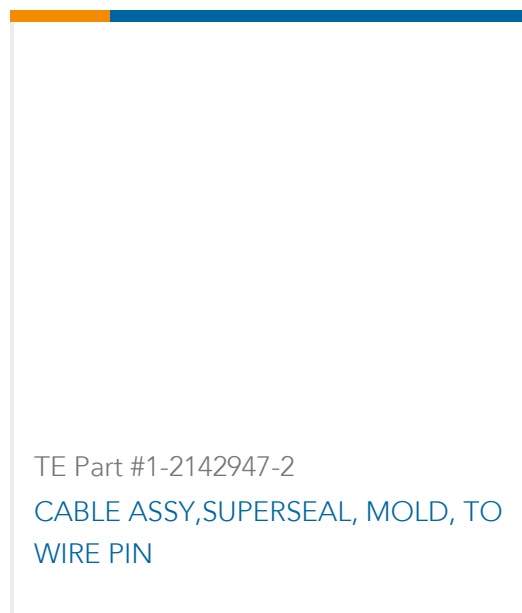 TE Part #1-2142947-2
CABLE ASSY,SUPERSEAL, MOLD, TO
WIRE PIN